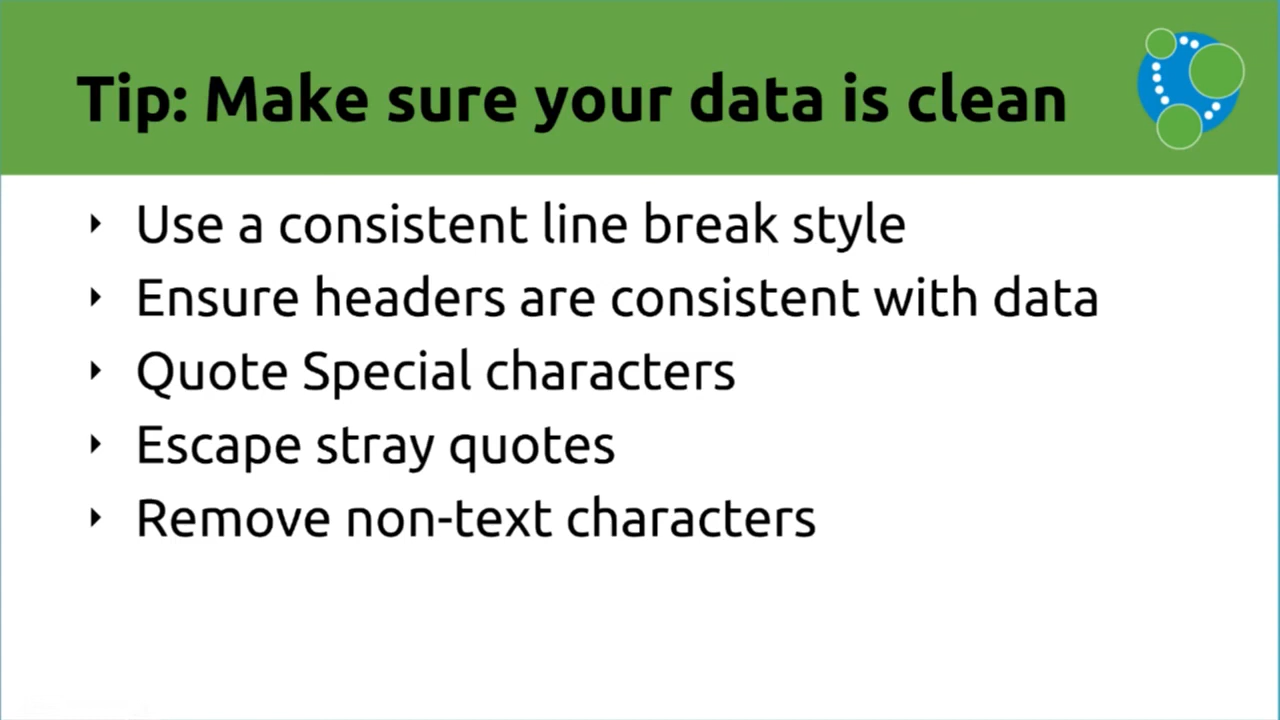 Tip: Make sure your data is clean
‣ Use a consistent line break style
‣ Ensure headers are consistent with data
‣ Quote Special characters
‣ Escape stray quotes
‣ Remove non-text characters